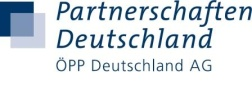 Partnerschaften
Deutschland
ÖPP Deutschland AG